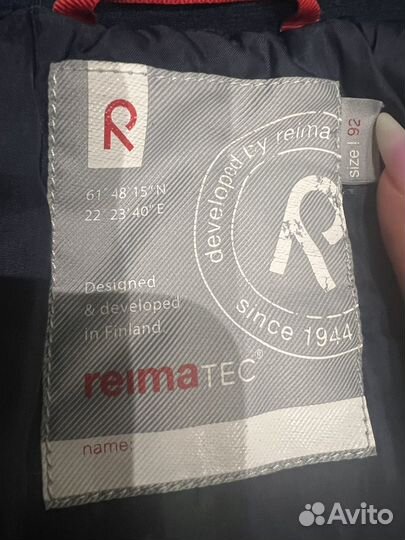 61° 48'15"N
22° 23'40"E
Designed
& developed
in Finland.
reimaTEC®
name:
developed by reima
since 1944
size | 92
Avito